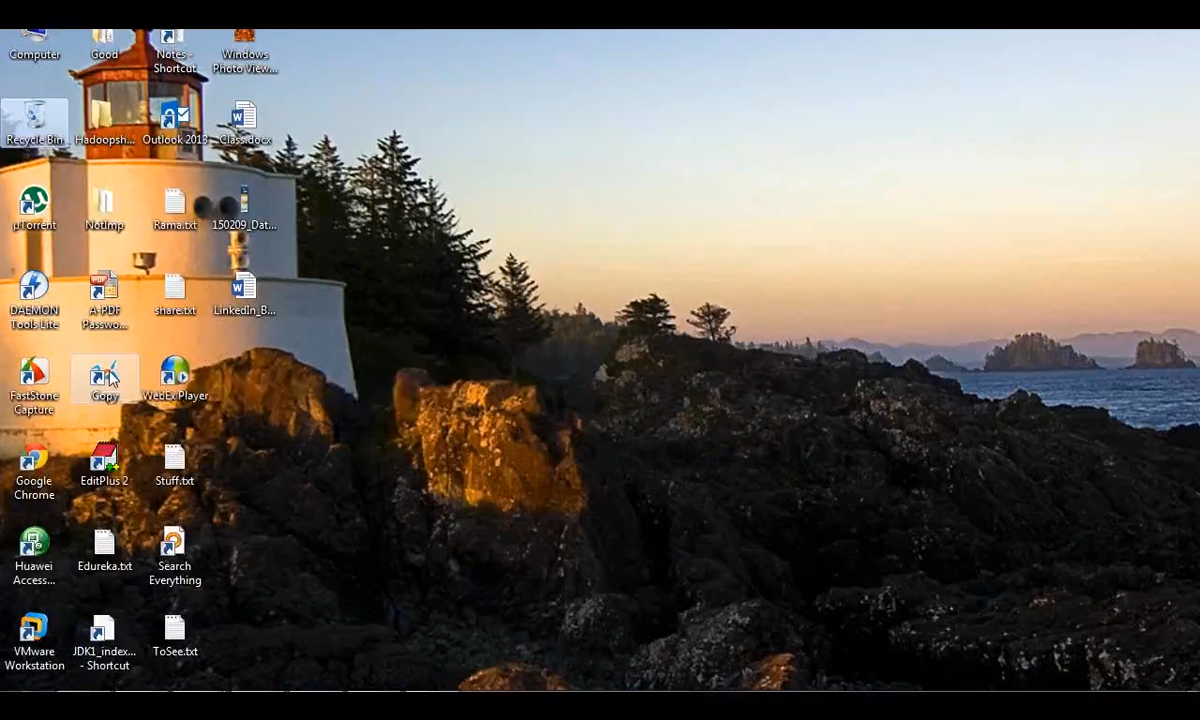 Computer
Good
Notes -
Shortcut
Windows
Photo View...
Recycle Bin
Hadoopsh...
Outlook 2013
Class.docx
µTorrent
NotImp
Rama.txt
150209_Dat...
DAEMON
Tools Lite
A-PDF
Passwo...
share.txt
LinkedIn_B...
FastStone
Capture
Gopy
WebEx Player
Google
Chrome
EditPlus 2
Stuff.txt
Huawei
Access...
Edureka.txt
Search
Everything
VMware
Workstation
JDK1_index...
- Shortcut
ToSee.txt